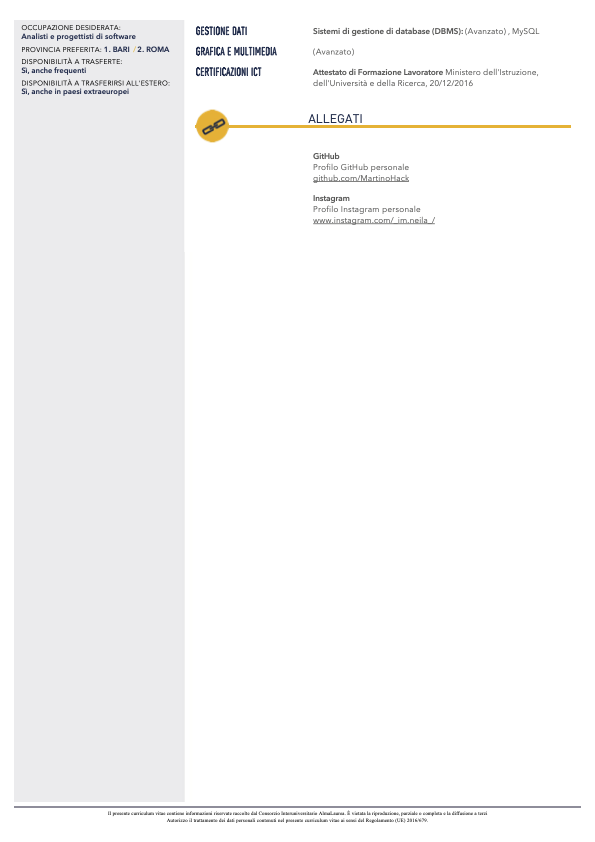 OCCUPAZIONE DESIDERATA:
Analisti e progettisti di software
PROVINCIA PREFERITA: 1. BARI / 2. ROMA
DISPONIBILITÀ A TRASFERTE:
Sì, anche frequenti
DISPONIBILITÀ A TRASFERIRSI ALL'ESTERO:
Sì, anche in paesi extraeuropei
GESTIONE DATI
Sistemi di gestione di database (DBMS): (Avanzato) , MySQL
GRAFICA E MULTIMEDIA
(Avanzato)
CERTIFICAZIONI ICT
Attestato di Formazione Lavoratore Ministero dell'Istruzione,
dell'Università e della Ricerca, 20/12/2016
ALLEGATI
GitHub
Profilo GitHub personale
github.com/MartinoHack
Instagram
Profilo Instagram personale
www.instagram.com/_im.neila_/
Il presente curriculum vitae contiene informazioni riservate raccolte dal Consorzio Interuniversitario AlmaLaurea. È vietata la riproduzione, parziale o completa e la diffusione a terzi
Autorizzo il trattamento dei dati personali contenuti nel presente curriculum vitae ai sensi del Regolamento (UE) 2016/679.